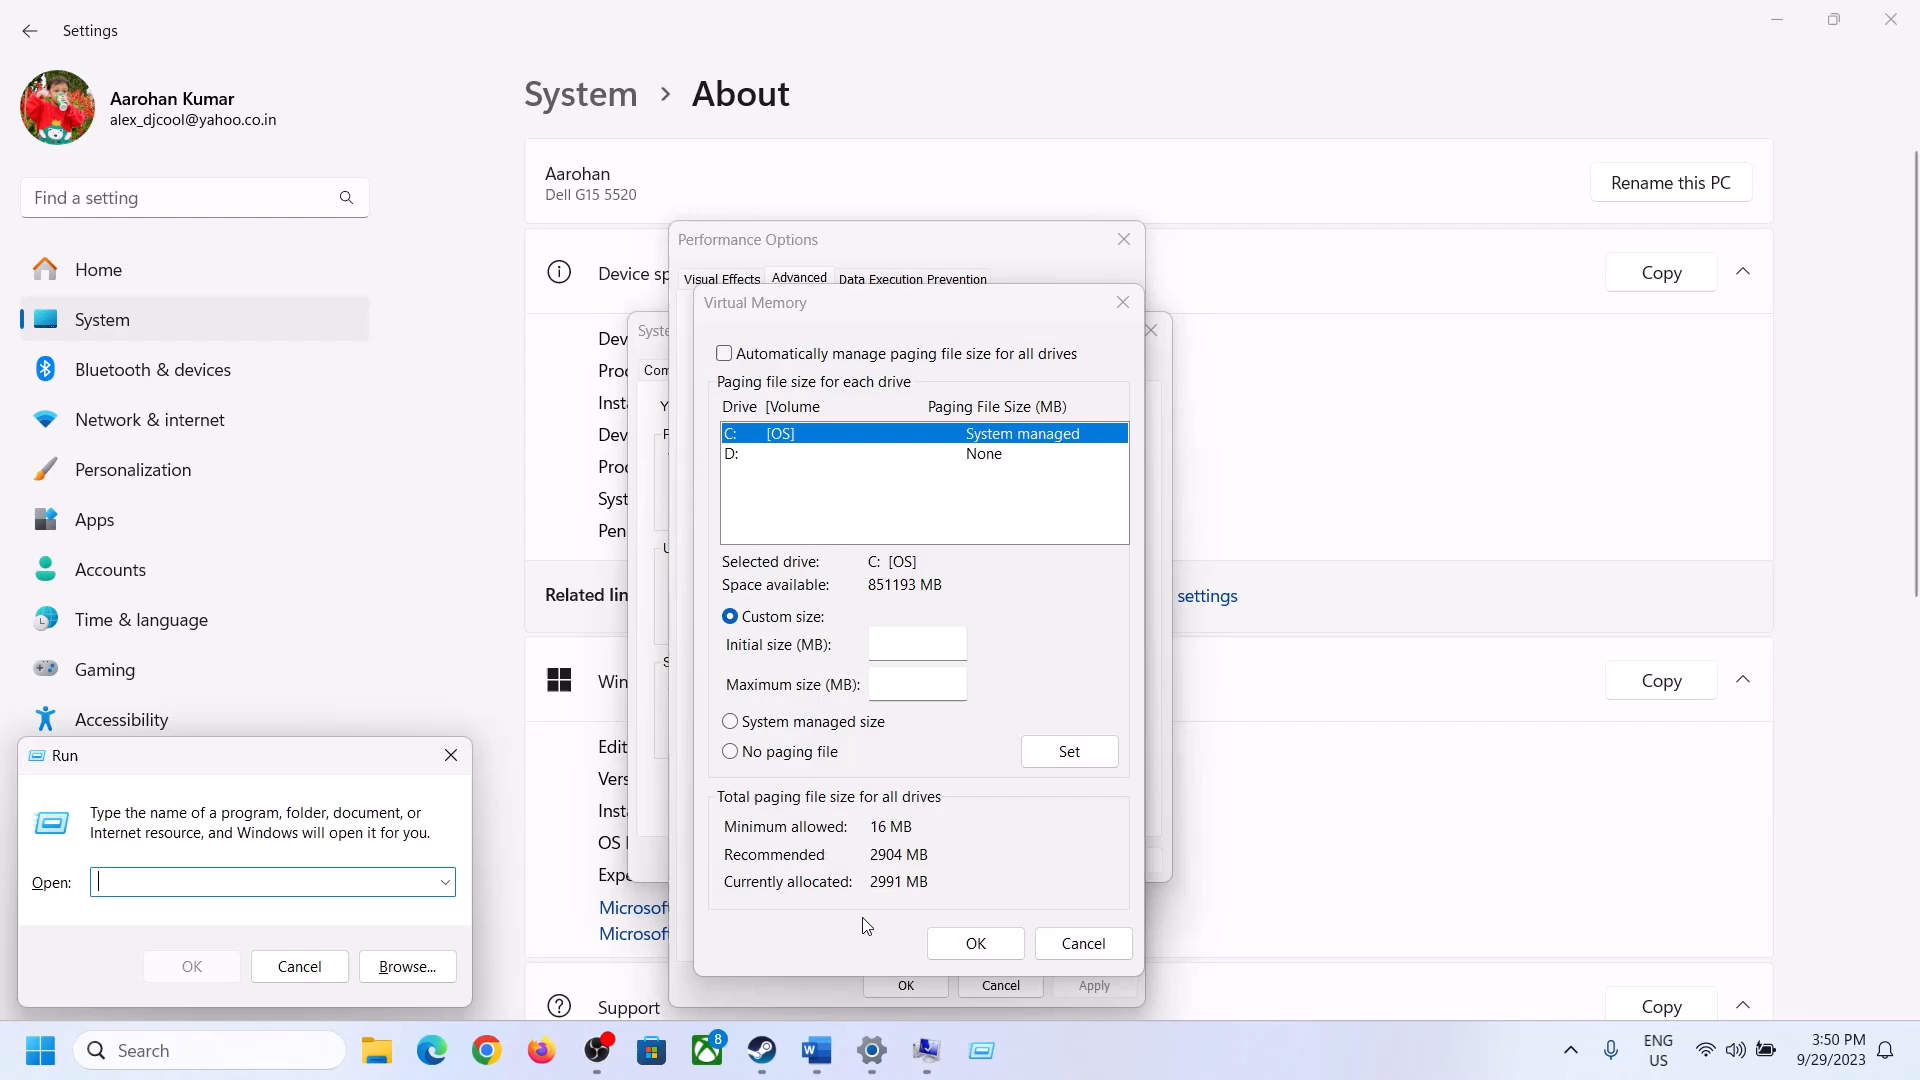 Settings
Aarohan Kumar
alex_djcool@yahoo.co.in
Find a setting
Home
System
Bluetooth & devices
Network & internet
Personalization
Apps
Accounts
Time & language
Gaming
Accessibility
System > About
Aarohan
Dell G15 5520
Rename this PC
Device sp
Copy
Dev
Proc
Insta
Dev
Proc
Syst
Pen
Related lin
settings
Win
Copy
Edit
Vers
Insta
OS
Expe
Microsof
Microsof
Support
Copy
Syste
Com
Performance Options
Visual Effects
Advanced
Data Execution Prevention
OK
Cancel
Apply
Virtual Memory
Automatically manage paging file size for all drives
Paging file size for each drive
Drive [Volume Paging File Size (MB)
C: [OS] System managed
D: None
Selected drive: C: [OS]
Space available: 851193 MB
Custom size:
Initial size (MB):
Maximum size (MB):
System managed size
No paging file
Set
Total paging file size for all drives
Minimum allowed: 16 MB
Recommended 2904 MB
Currently allocated: 2991 MB
OK
Cancel
Run
Type the name of a program, folder, document, or
Internet resource, and Windows will open it for you.
Open:
OK
Cancel
Browse...
Search
8
ENG
US
3:50 PM
9/29/2023